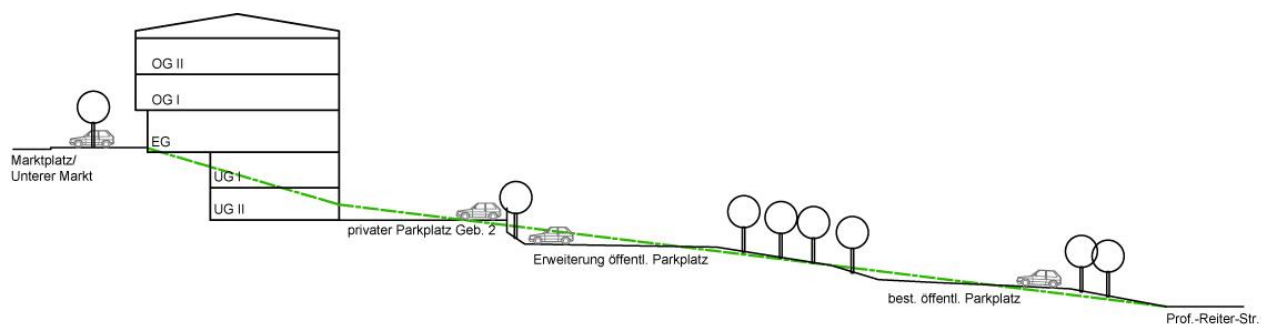 OG II
OG I
EG
Marktplatz/
Unterer Markt
UG I
UG II
privater Parkplatz Geb. 2
Erweiterung öffentl. Parkplatz
best. öffentl. Parkplatz
Prof.-Reiter-Str.